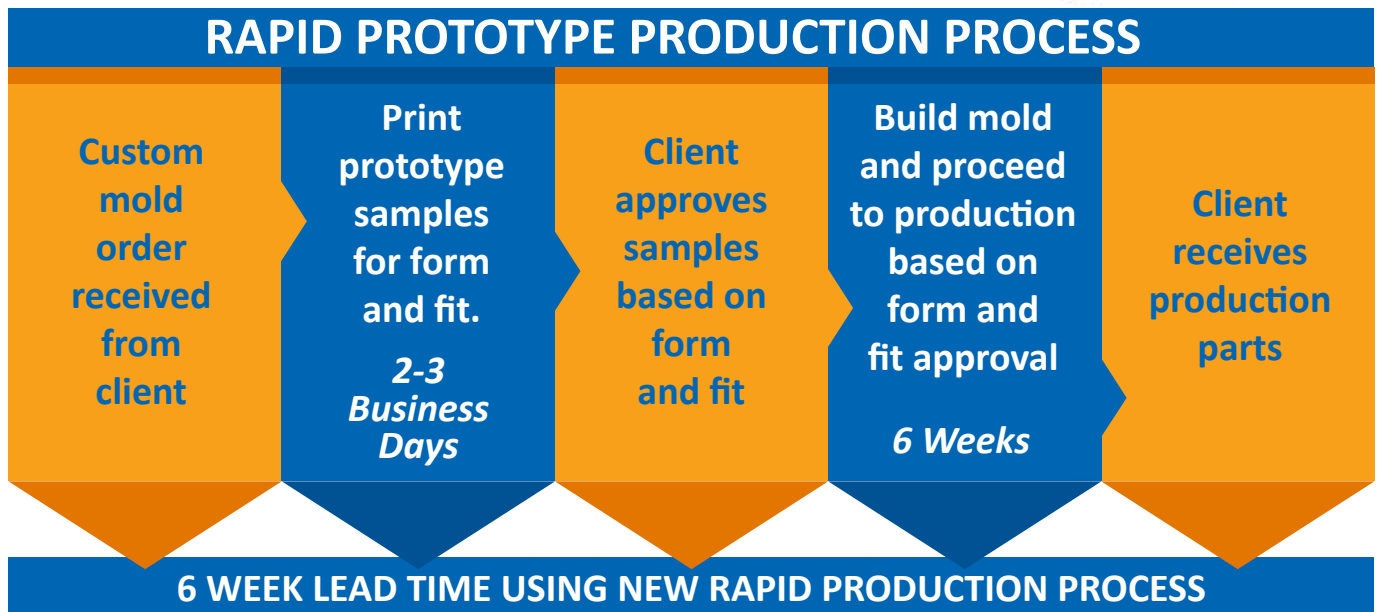 RAPID PROTOTYPE PRODUCTION PROCESS
Custom
mold
order
received
from
client
Print
prototype
samples
for form
and fit.
2-3
Business
Days
Client
approves
samples
based on
form
and fit
Build mold
and proceed
to production
based on
form and
fit approval
6 Weeks
Client
receives
production
parts
6 WEEK LEAD TIME USING NEW RAPID PRODUCTION PROCESS